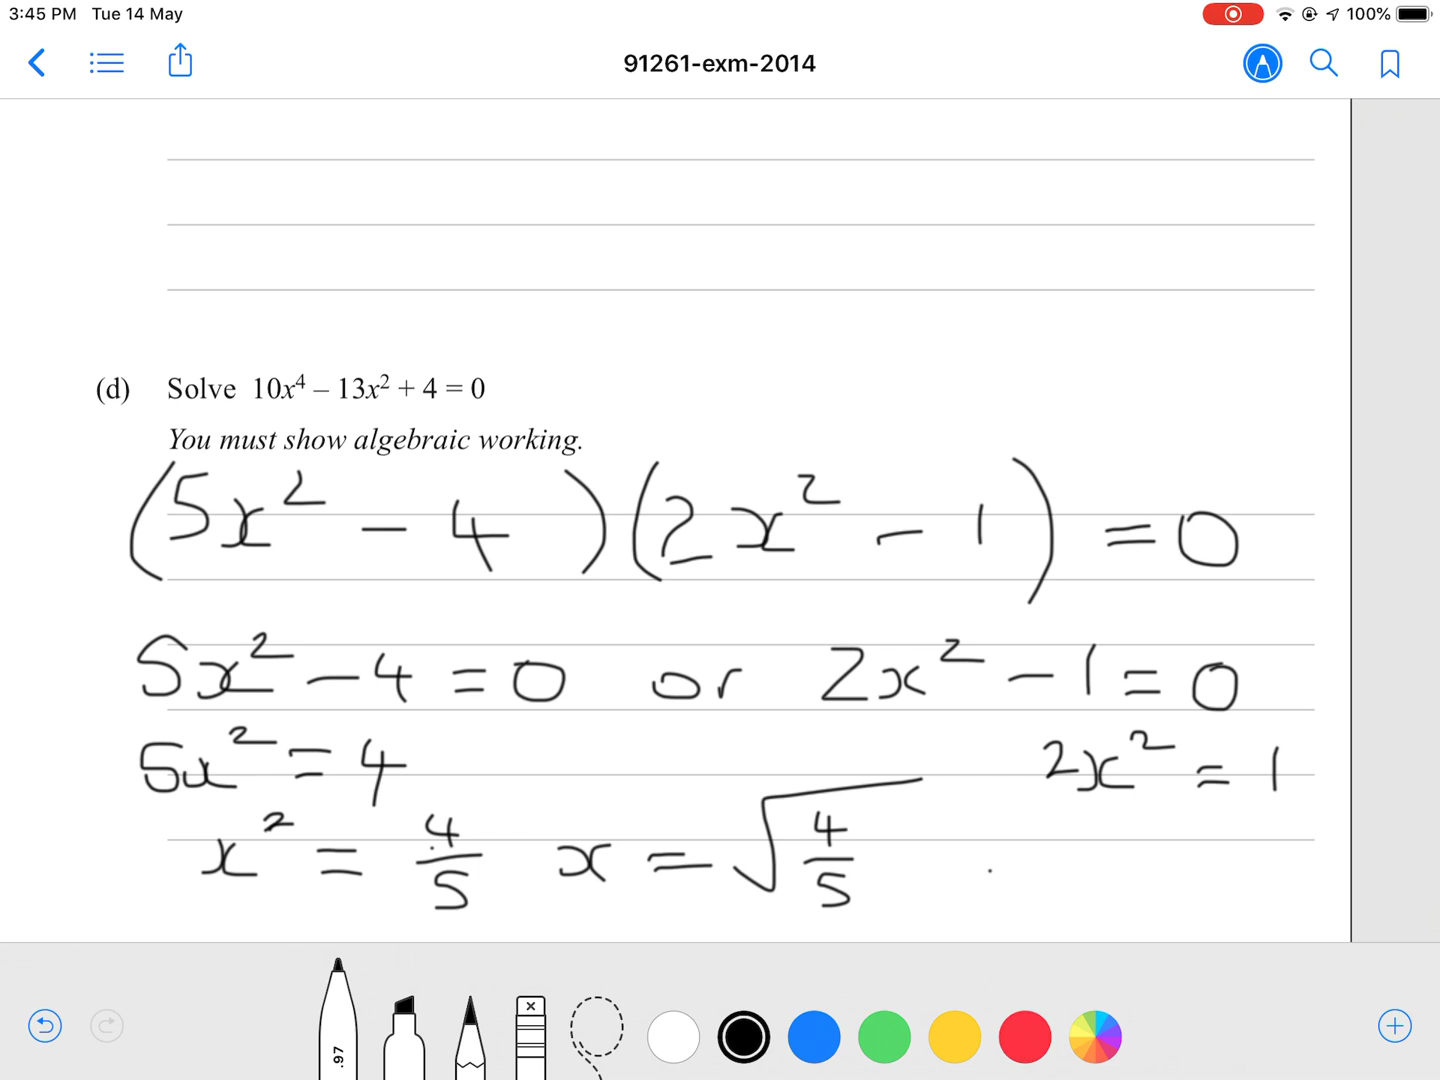 3:45 PM Tue 14 May 100%
91261-exm-2014
(d) Solve 10x⁴ – 13x² + 4 = 0
You must show algebraic working.
(5x² – 4)(2x² – 1) = 0
5x² – 4 = 0 or 2x² – 1 = 0
5x² = 4 2x² = 1
x² = 4/5 x = √(4/5)
.97